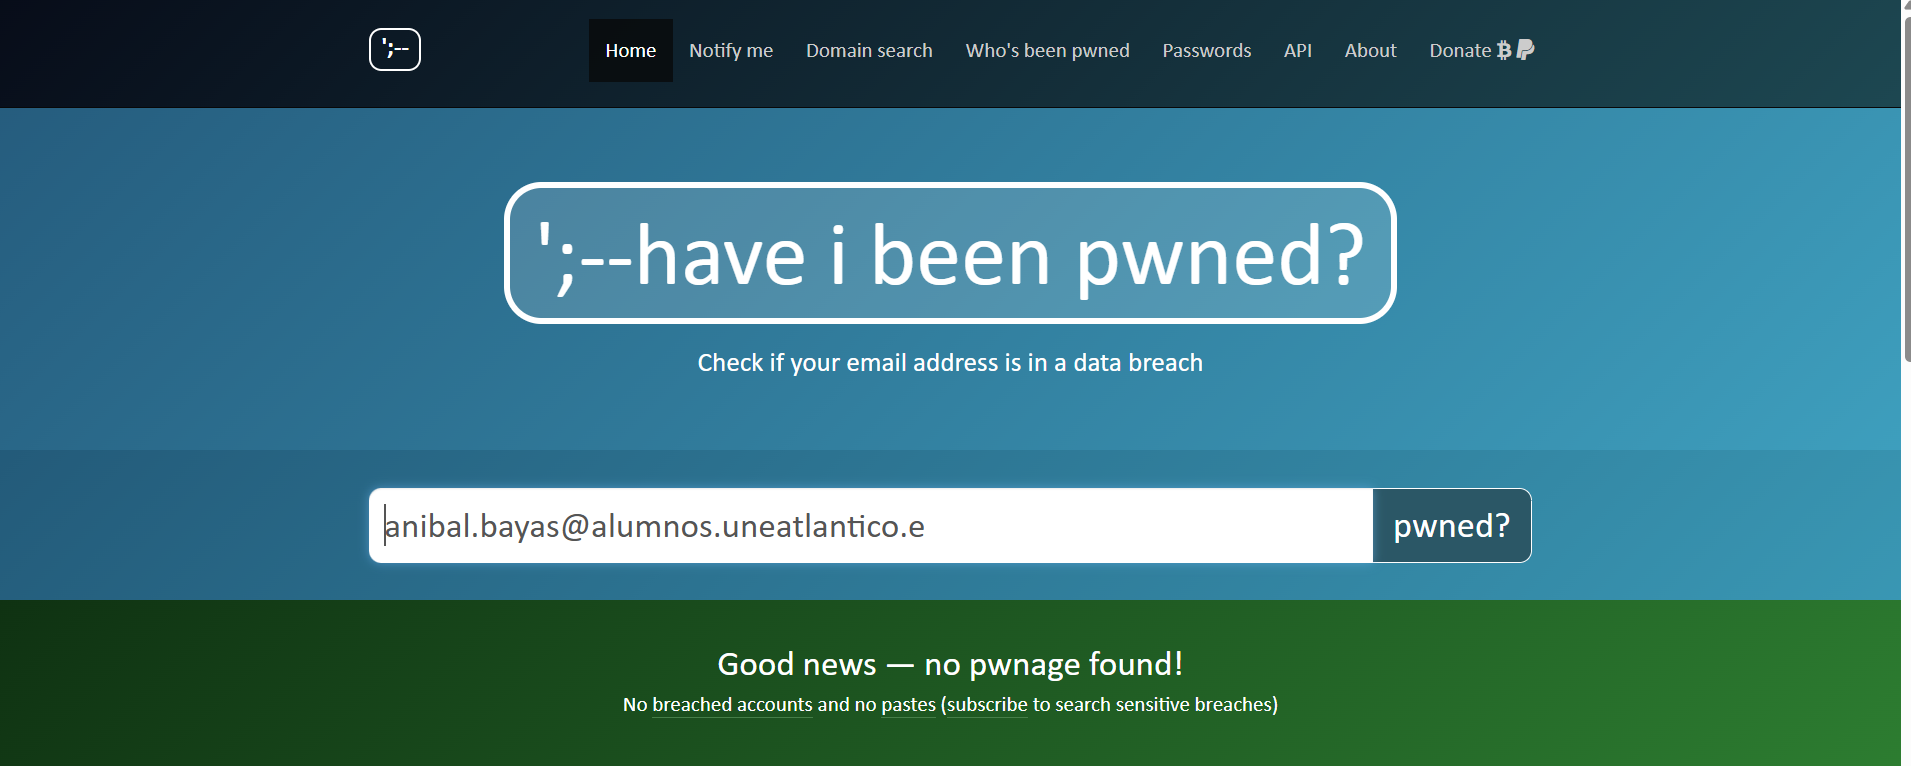 ';--
Home Notify me Domain search Who's been pwned Passwords API About Donate
';--have i been pwned?
Check if your email address is in a data breach
anibal.bayas@alumnos.uneatlantico.e
pwned?
Good news — no pwnage found!
No breached accounts and no pastes (subscribe to search sensitive breaches)